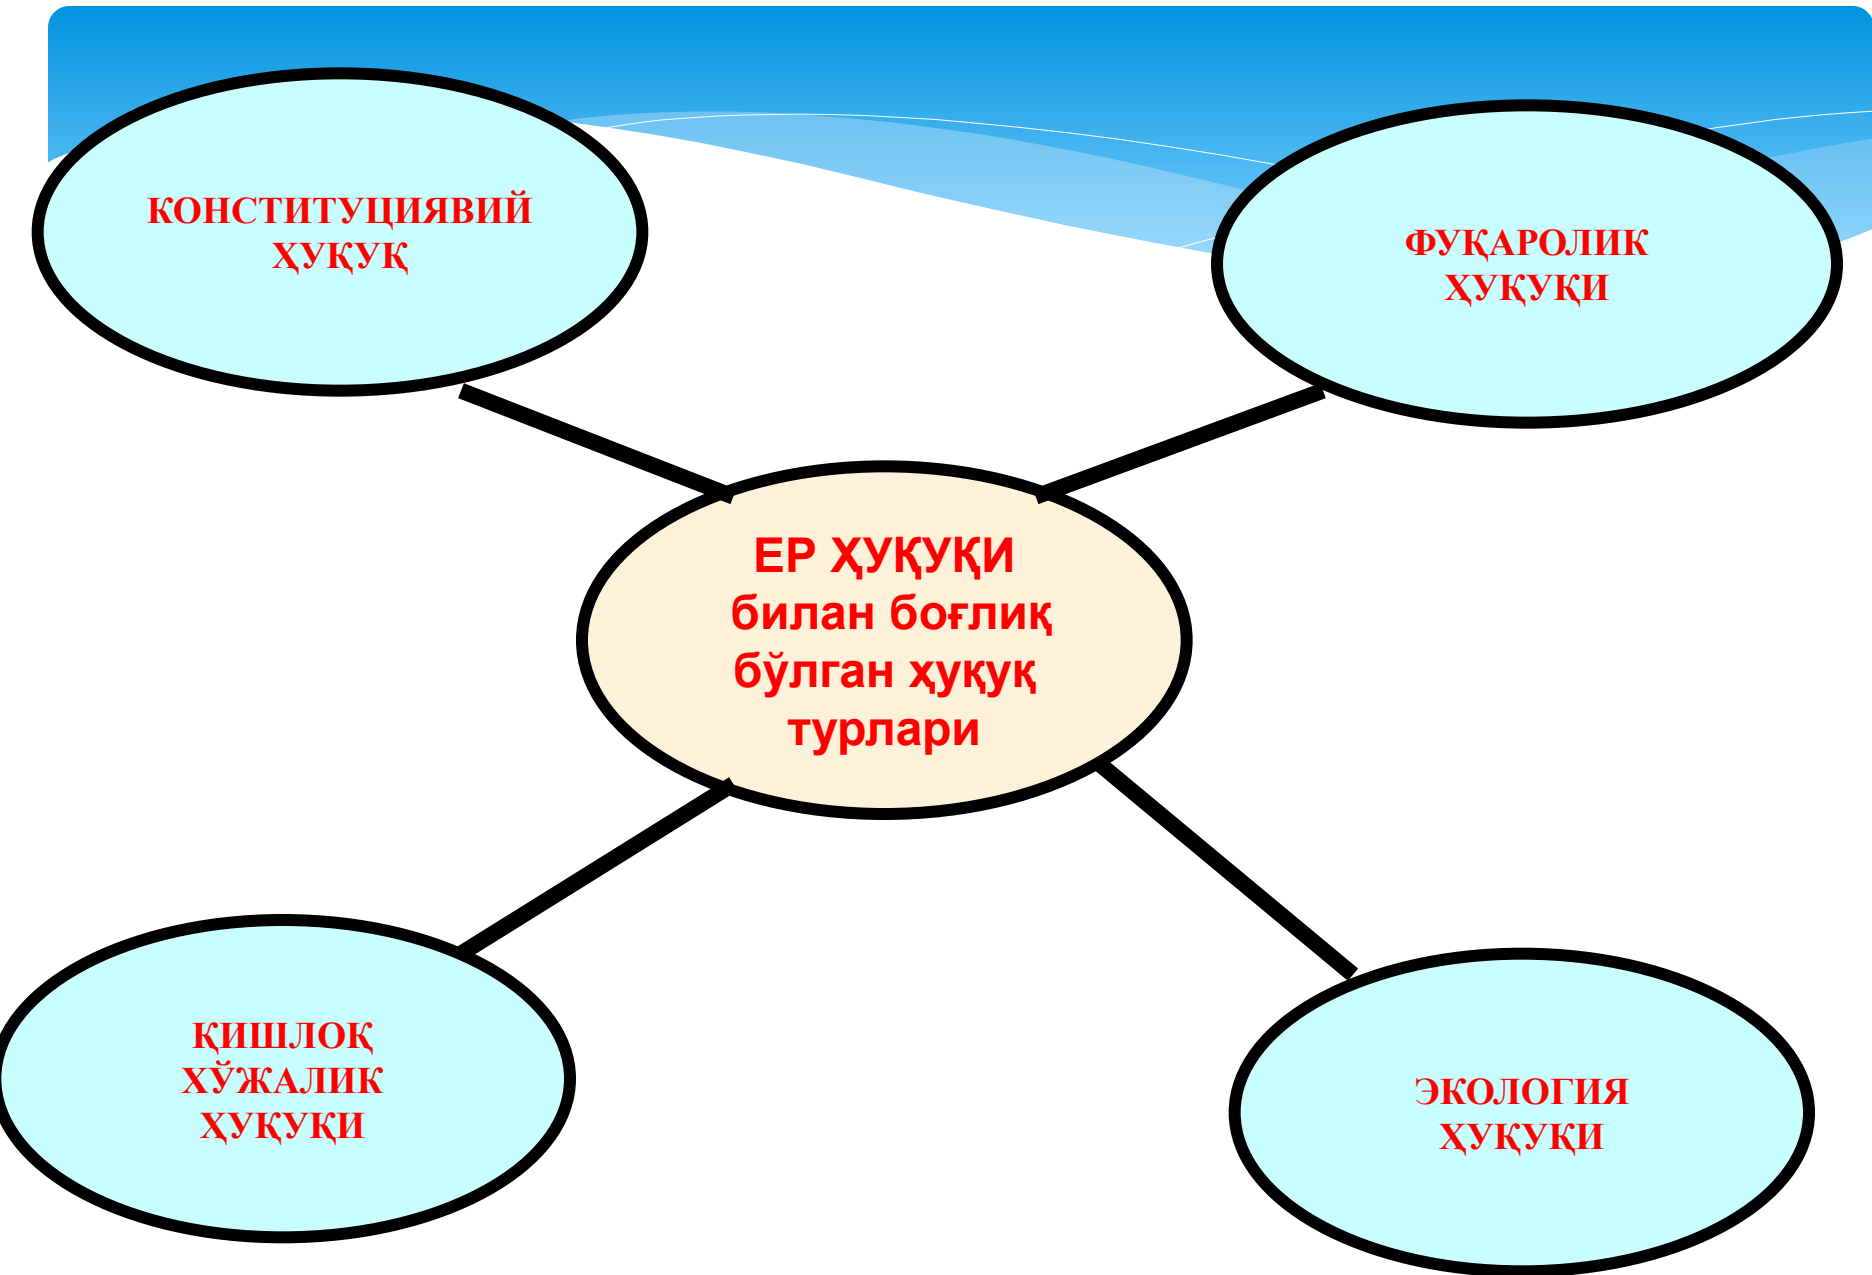 КОНСТИТУЦИЯВИЙ
ҲУҚУҚ
ФУҚАРОЛИК
ҲУҚУҚИ
ЕР ҲУҚУҚИ
билан боғлиқ
бўлган ҳуқуқ
турлари
ҚИШЛОҚ
ХЎЖАЛИК
ҲУҚУҚИ
ЭКОЛОГИЯ
ҲУҚУҚИ